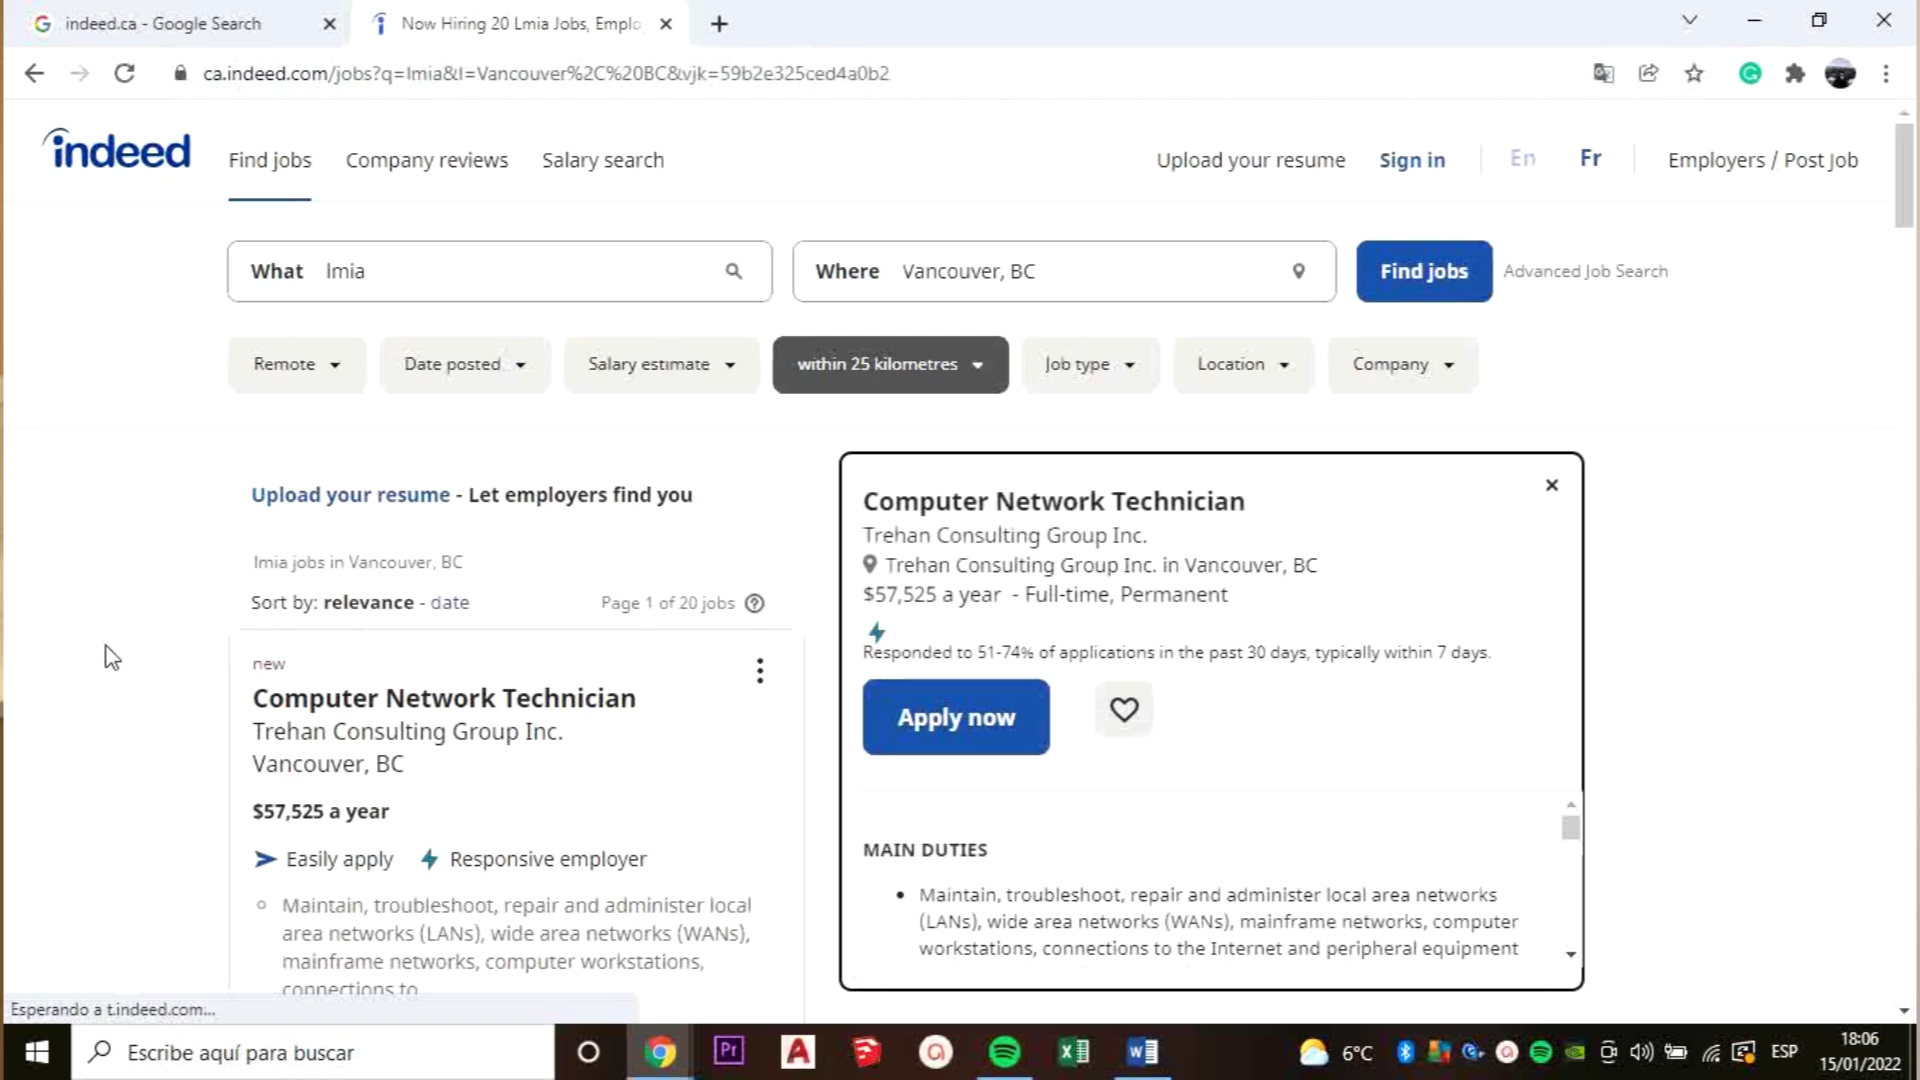 indeed.ca - Google Search
Now Hiring 20 Lmia Jobs, Emplo
ca.indeed.com/jobs?q=lmia&l=Vancouver%2C%20BC&vjk=59b2e325ced4a0b2
indeed
Find jobs
Company reviews
Salary search
Upload your resume
Sign in
En
Fr
Employers / Post Job
What lmia
Where Vancouver, BC
Find jobs
Advanced Job Search
Remote
Date posted
Salary estimate
within 25 kilometres
Job type
Location
Company
Upload your resume - Let employers find you
lmia jobs in Vancouver, BC
Sort by: relevance - date
Page 1 of 20 jobs
new
Computer Network Technician
Trehan Consulting Group Inc.
Vancouver, BC
$57,525 a year
Easily apply
Responsive employer
Maintain, troubleshoot, repair and administer local
area networks (LANs), wide area networks (WANs),
mainframe networks, computer workstations,
connections to
Computer Network Technician
Trehan Consulting Group Inc.
Trehan Consulting Group Inc. in Vancouver, BC
$57,525 a year - Full-time, Permanent
Responded to 51-74% of applications in the past 30 days, typically within 7 days.
Apply now
MAIN DUTIES
Maintain, troubleshoot, repair and administer local area networks
(LANs), wide area networks (WANs), mainframe networks, computer
workstations, connections to the Internet and peripheral equipment
Esperando a t.indeed.com...
Escribe aquí para buscar
Pr
6°C
ESP
18:06
15/01/2022